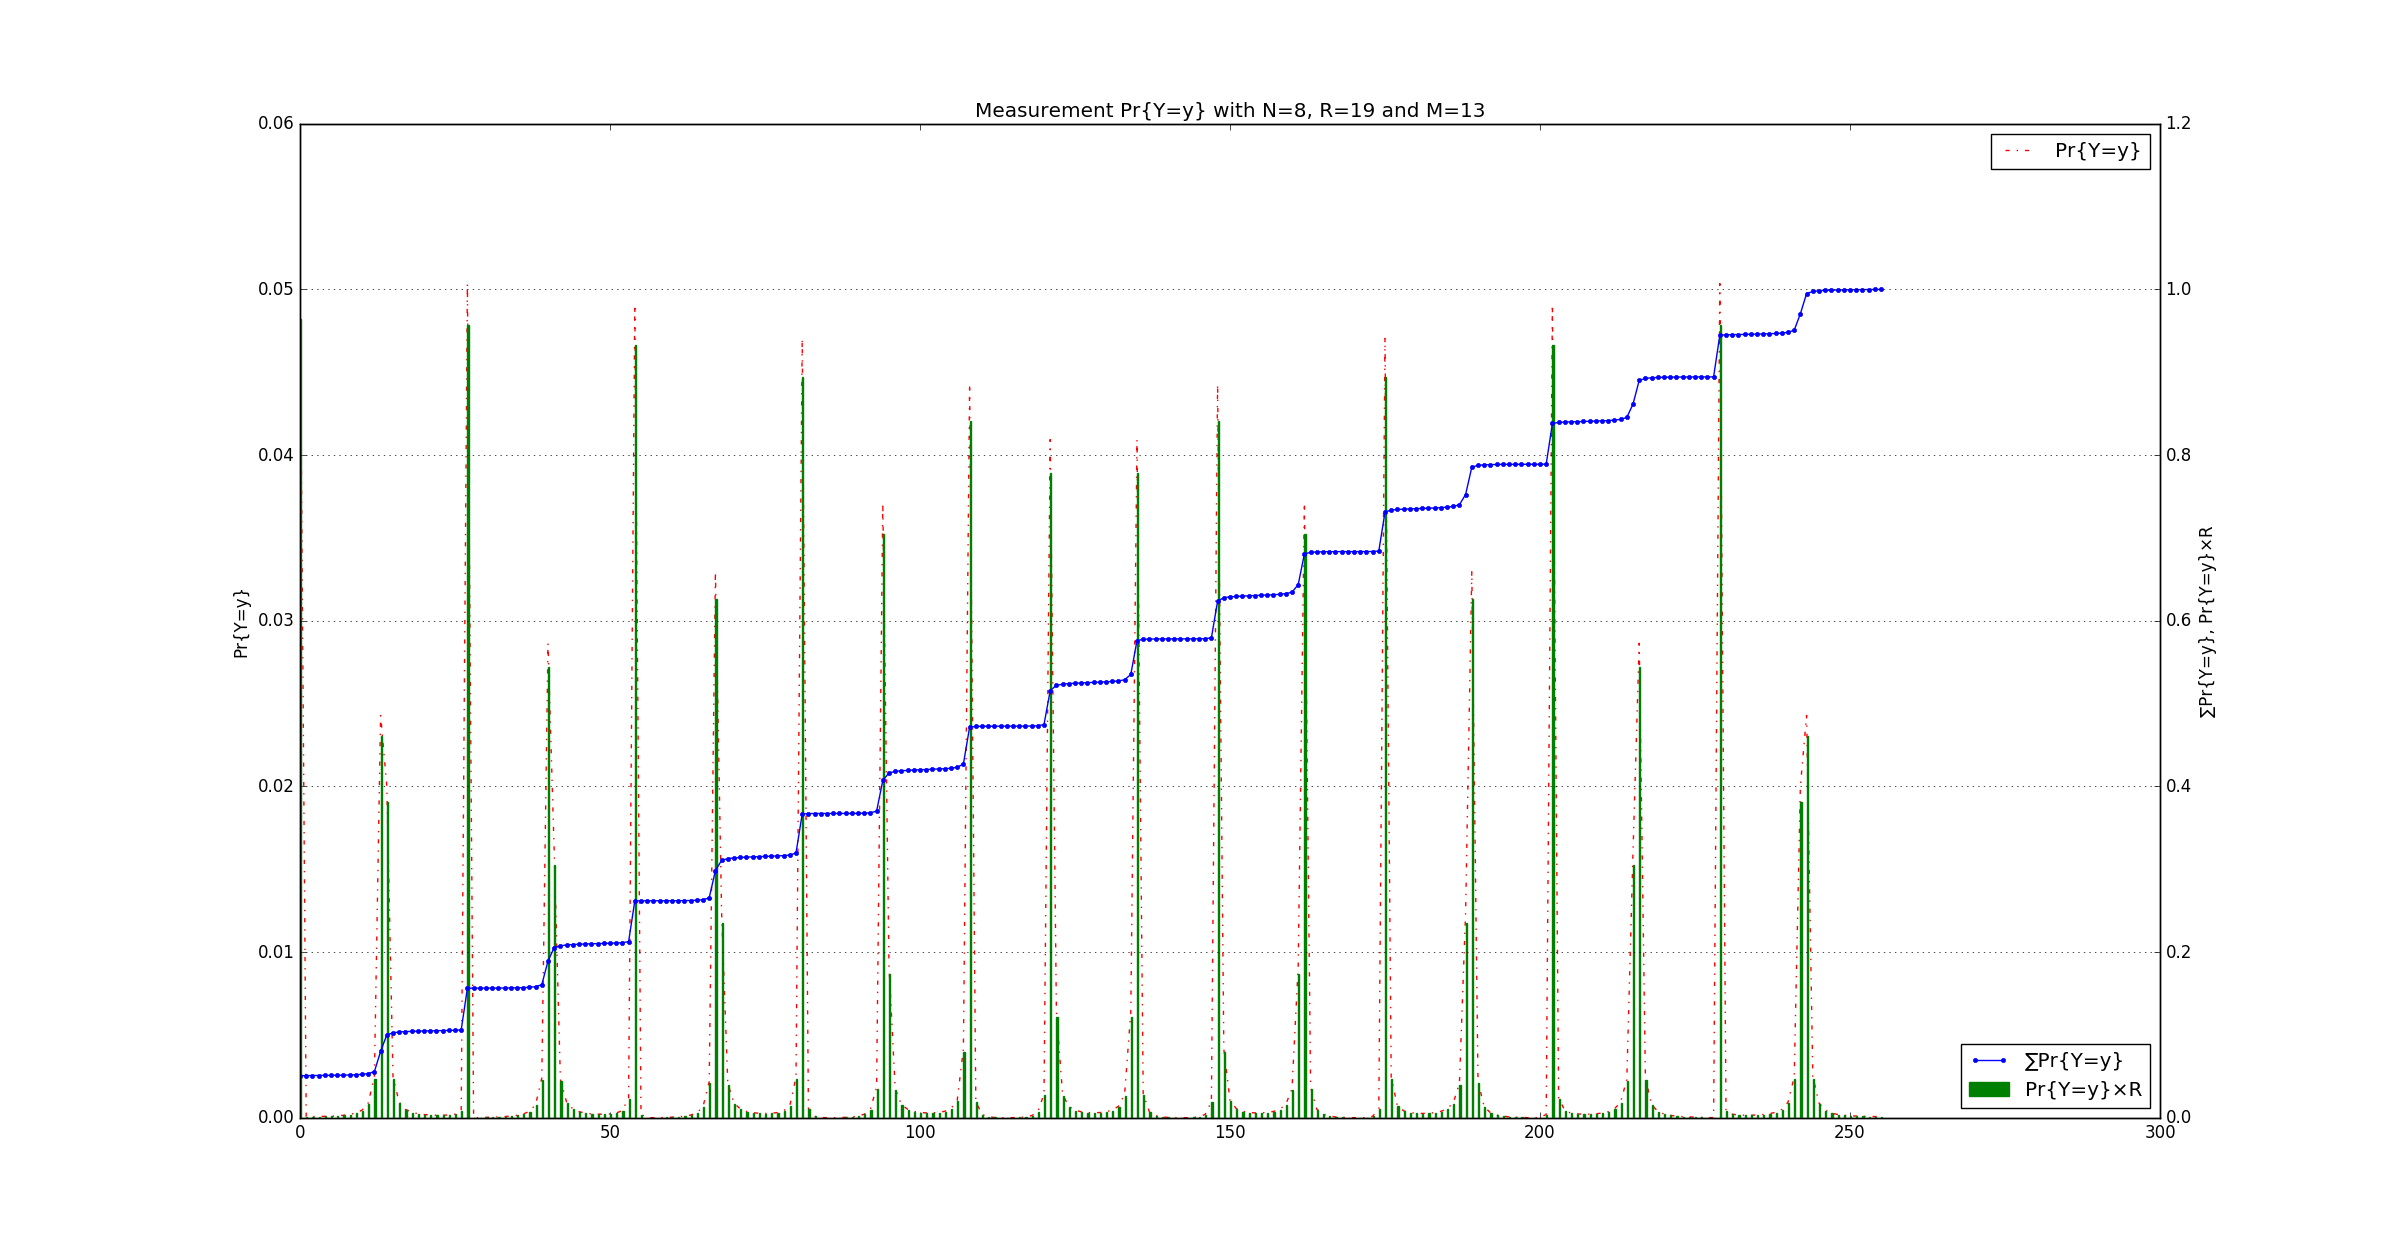 Measurement Pr{Y=y} with N=8, R=19 and M=13
0.06
0.05
0.04
0.03
0.02
0.01
0.00
Pr{Y=y}
1.2
1.0
0.8
0.6
0.4
0.2
0.0
∑Pr{Y=y}, Pr{Y=y}×R
Pr{Y=y}
∑Pr{Y=y}
Pr{Y=y}×R
0 50 100 150 200 250 300